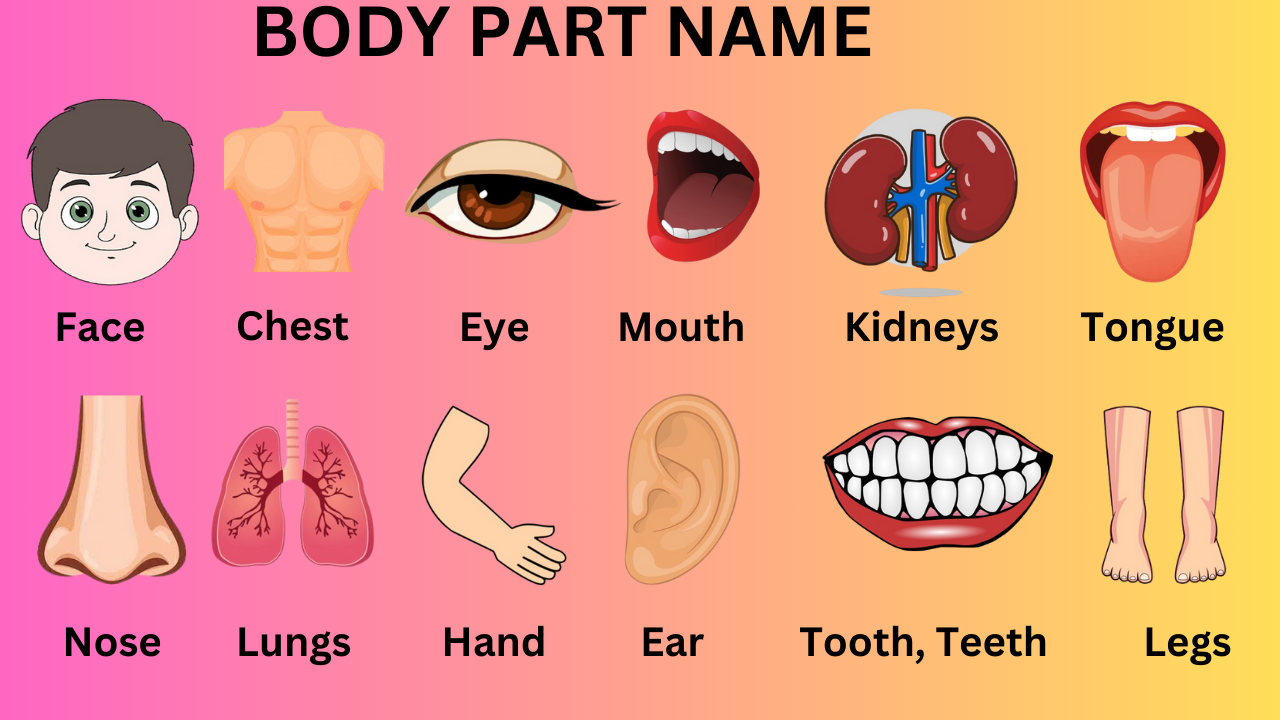 BODY PART NAME
Face Chest Eye Mouth Kidneys Tongue
Nose Lungs Hand Ear Tooth, Teeth Legs